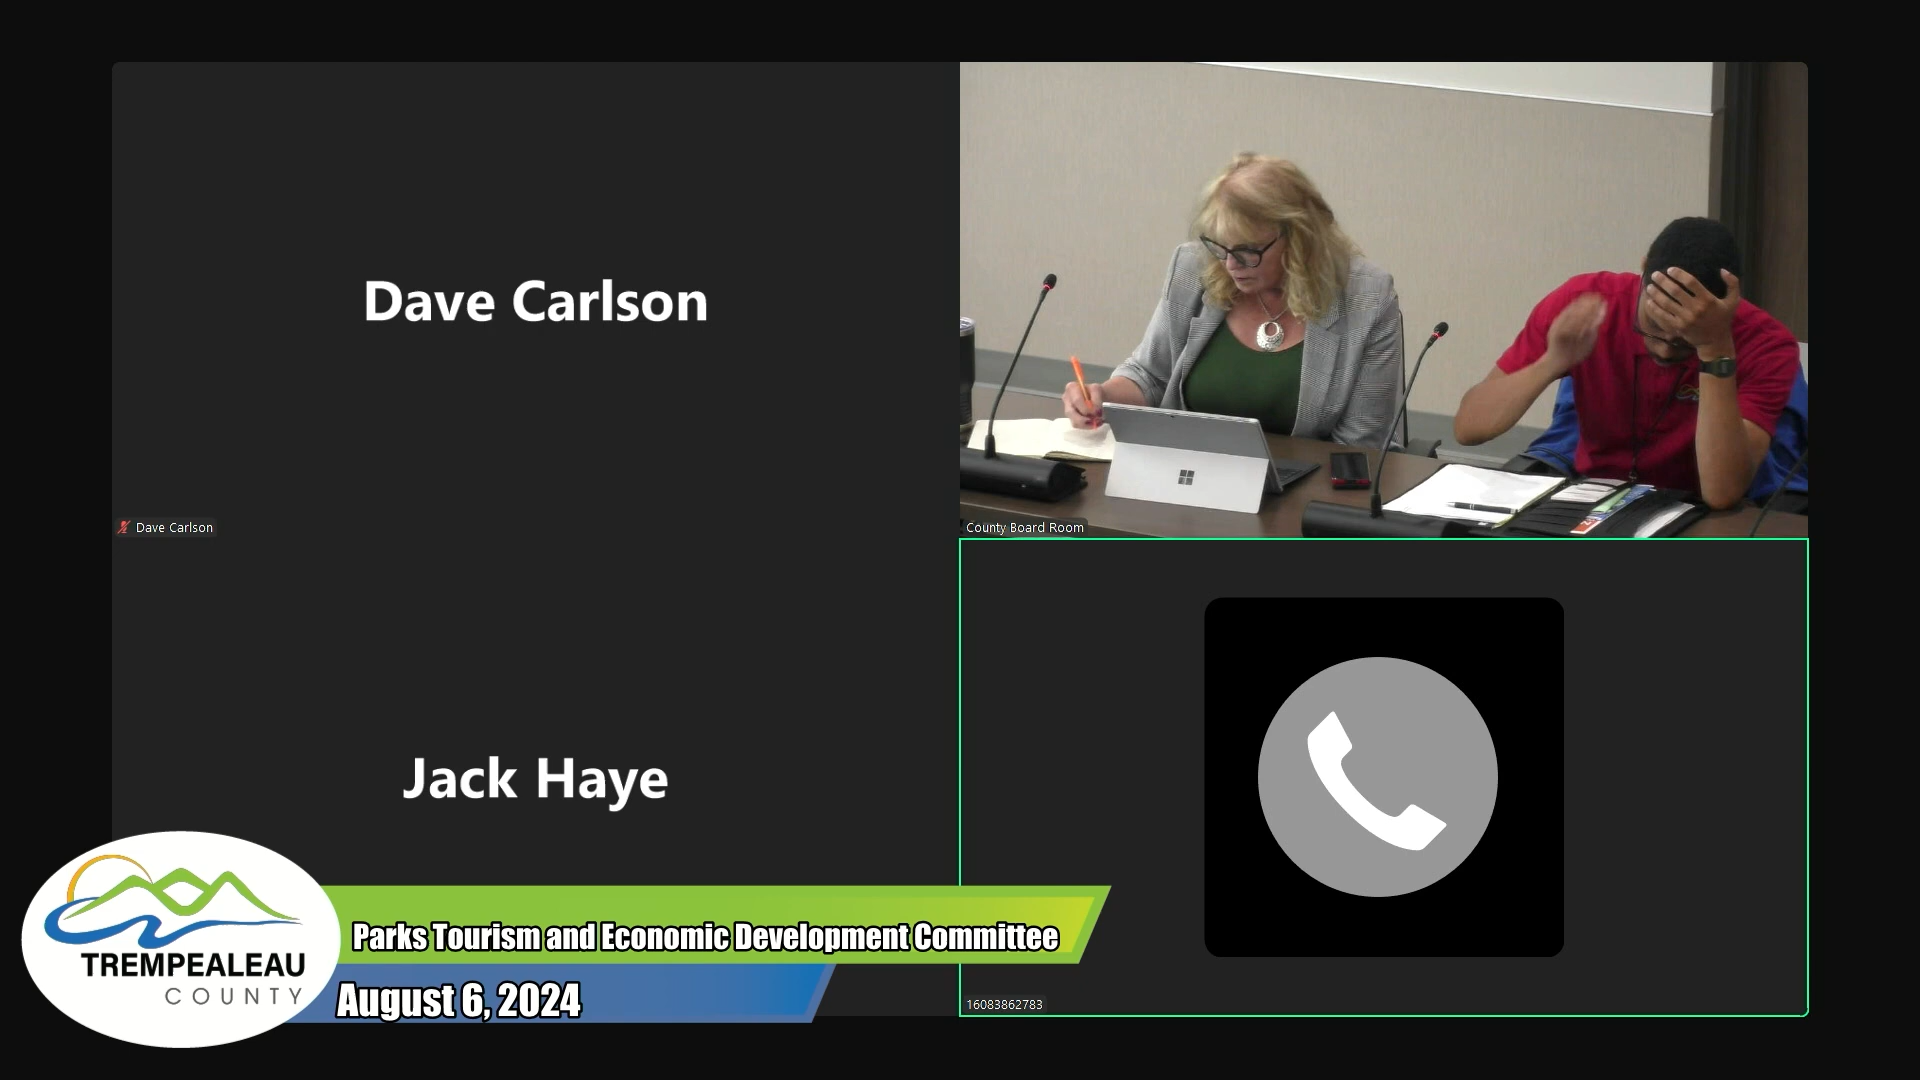 Dave Carlson
Dave Carlson
County Board Room
Jack Haye
16083862783
TREMPEALEAU
COUNTY
Parks Tourism and Economic Development Committee
August 6, 2024